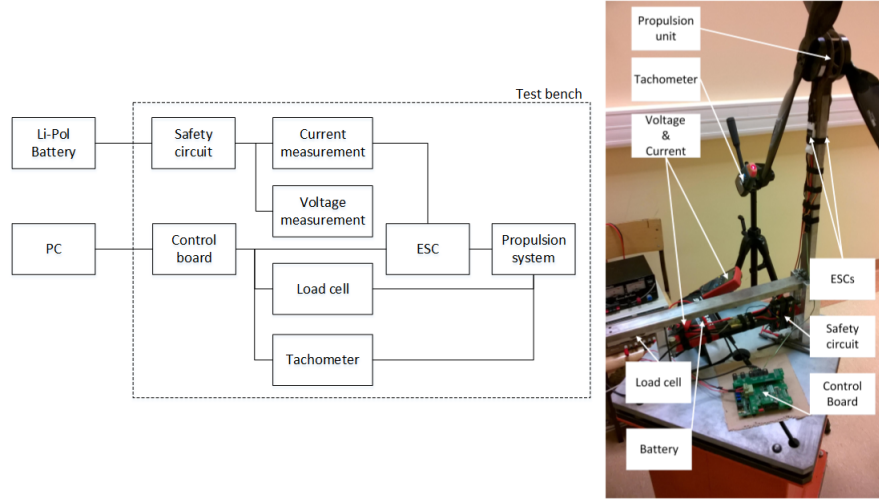 Test bench
Li-Pol
Battery
Safety
circuit
Current
measurement
Voltage
measurement
PC
Control
board
ESC
Propulsion
system
Load cell
Tachometer
Propulsion
unit
Tachometer
Voltage
&
Current
ESCs
Safety
circuit
Load cell
Control
Board
Battery